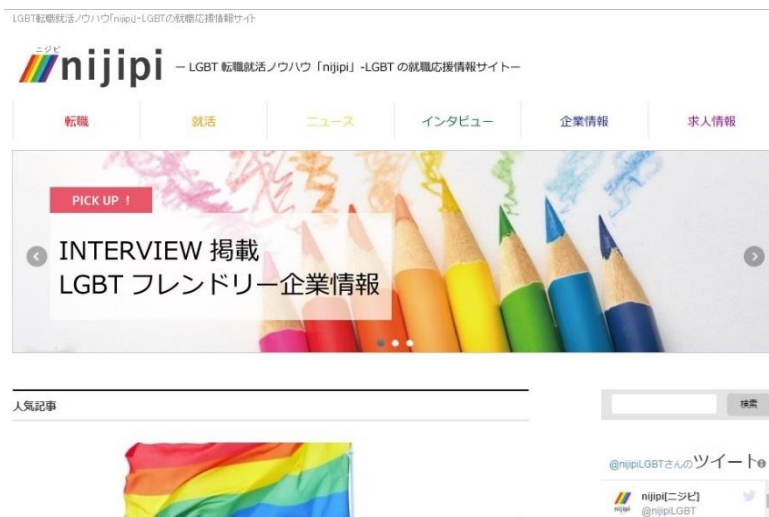 LGBT転職就活ノウハウ「nijipi」-LGBTの就職応援情報サイト
ニジピ
nijipi
ー LGBT 転職就活ノウハウ「nijipi」-LGBT の就職応援情報サイトー
転職 就活 ニュース インタビュー 企業情報 求人情報
PICK UP !
INTERVIEW 掲載
LGBT フレンドリー企業情報
人気記事
検索
@nijipiLGBTさんのツイート
nijipi[ニジピ]
@nijipiLGBT
nijipi